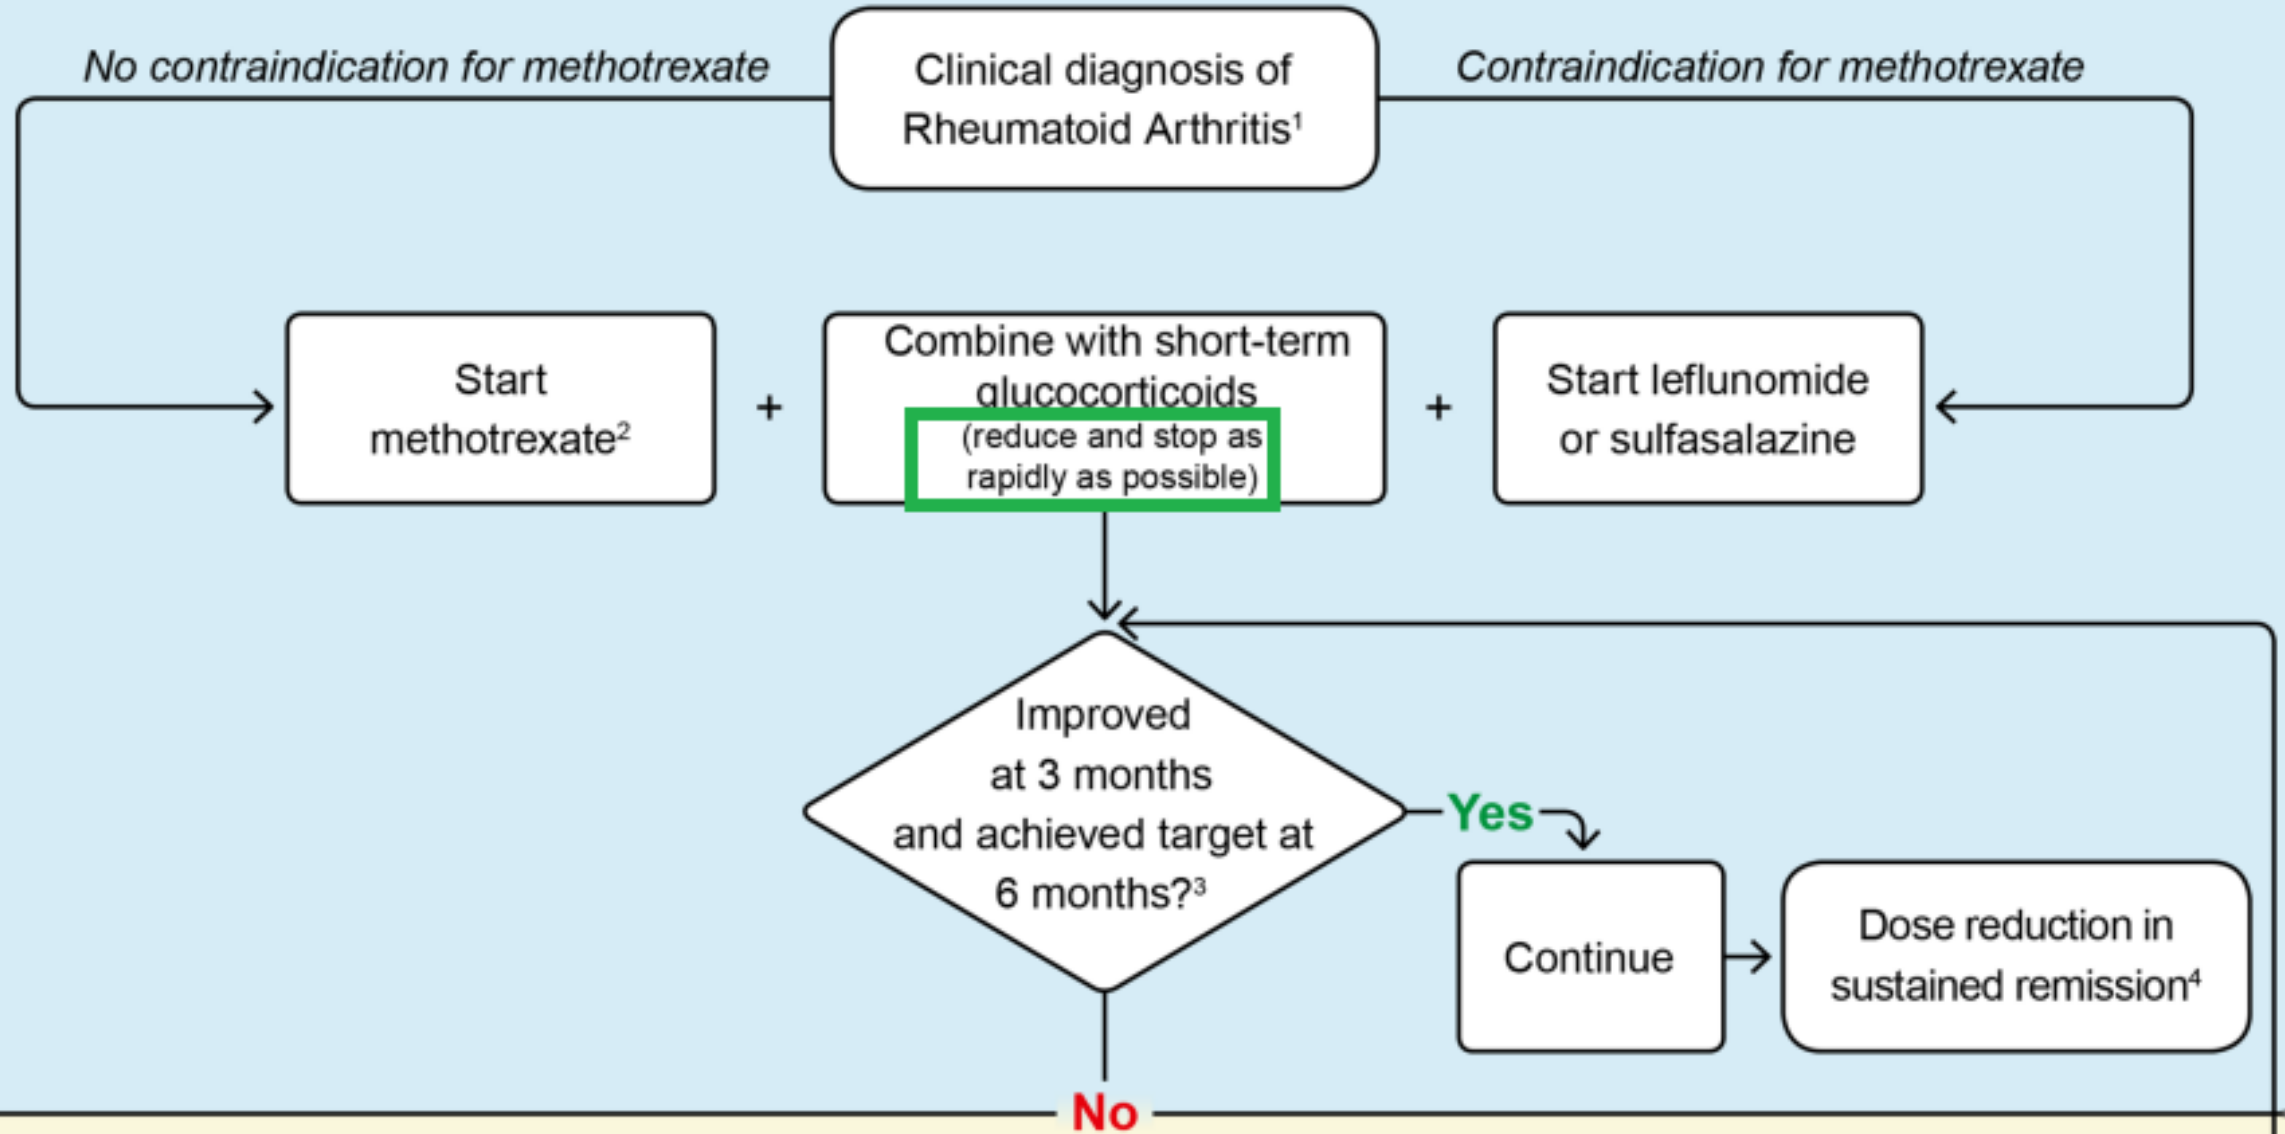 No contraindication for methotrexate
Clinical diagnosis of
Rheumatoid Arthritis¹
Contraindication for methotrexate
Start
methotrexate²
+
Combine with short-term
glucocorticoids
(reduce and stop as
rapidly as possible)
+
Start leflunomide
or sulfasalazine
Improved
at 3 months
and achieved target at
6 months?³
Yes
Continue
Dose reduction in
sustained remission⁴
No